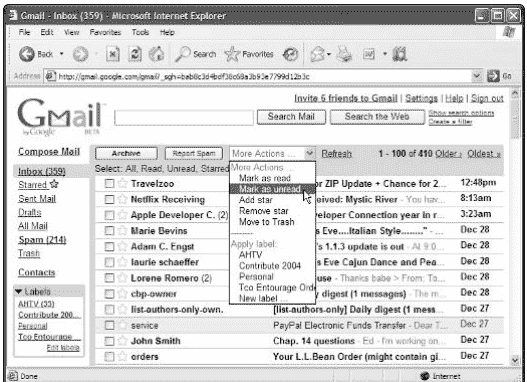 Gmail - Inbox (359) - Microsoft Internet Explorer
File Edit View Favorites Tools Help
Back Search Favorites
Address http://gmail.google.com/gmail?_sgh=bab8c3d4bdf38c68a3b93e7799d12b3c Go
Invite 6 friends to Gmail | Settings | Help | Sign out
Gmail by Google BETA
Search Mail Search the Web Show search options
Create a filter
Compose Mail
Archive Report Spam More Actions ... Refresh 1 - 100 of 410 Older › Oldest »
Inbox (359)
Starred
Sent Mail
Drafts
All Mail
Spam (214)
Trash
Contacts
Labels
AHTV (33)
Contribute 200...
Personal
Tco Entourage ...
Edit labels
Select: All, Read, Unread, Starred
More Actions ...
Mark as read
Mark as unread
Add star
Remove star
Move to Trash
--------
Apply label:
AHTV
Contribute 2004
Personal
Tco Entourage Orde
New label ...
Travelzoo ZIP Update + Chance for 2... 12:48pm
Netflix Receiving eived: Mystic River - You hav... 8:13am
Apple Developer C. (2) Developer Connection year in r... 3:23am
Marie Bevins s Eve....Italian Style........" - ... Dec 28
Adam C. Engst 's 1.1.3 update is out - Al 9:0... Dec 28
laurie schaeffer s Eve Cajun Dance and Pea... Dec 28
Lorene Romero (2) ouse - Thanks babe > From: To... Dec 28
cbp-owner y digest (1 messages) - The m... Dec 28
list-authors-only-own. [list-authors-only] Daily digest (1 mess... Dec 27
service PayPal Electronic Funds Transfer - Dear T... Dec 27
John Smith Chap. 14 questions - Ed - I'm working on... Dec 27
orders Your L.L.Bean Order (might contain gi... Dec 27
Done Internet